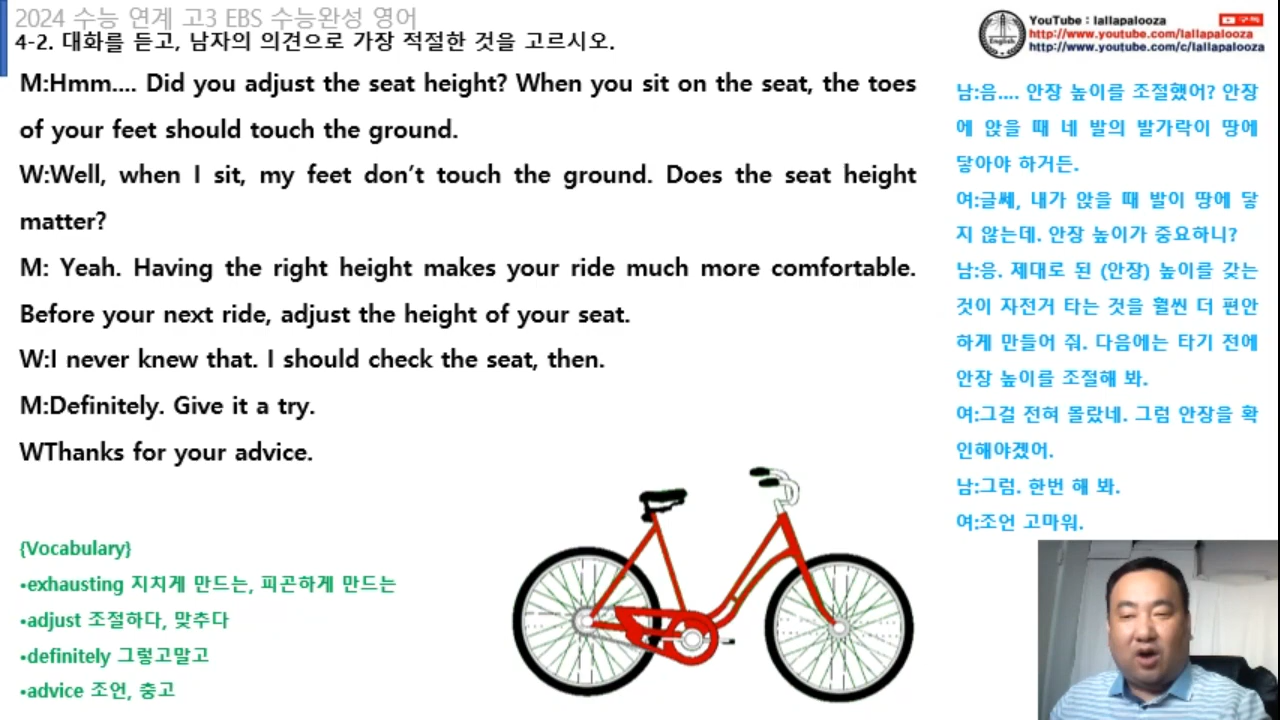 2024 수능 연계 고3 EBS 수능완성 영어
4-2. 대화를 듣고, 남자의 의견으로 가장 적절한 것을 고르시오.
English
YouTube : lallapalooza
구독
http://www.youtube.com/lallapalooza
http://www.youtube.com/c/lallapalooza
M:Hmm.... Did you adjust the seat height? When you sit on the seat, the toes
of your feet should touch the ground.
W:Well, when I sit, my feet don’t touch the ground. Does the seat height
matter?
M: Yeah. Having the right height makes your ride much more comfortable.
Before your next ride, adjust the height of your seat.
W:I never knew that. I should check the seat, then.
M:Definitely. Give it a try.
WThanks for your advice.
{Vocabulary}
•exhausting 지치게 만드는, 피곤하게 만드는
•adjust 조절하다, 맞추다
•definitely 그렇고말고
•advice 조언, 충고
남:음.... 안장 높이를 조절했어? 안장
에 앉을 때 네 발의 발가락이 땅에
닿아야 하거든.
여:글쎄, 내가 앉을 때 발이 땅에 닿
지 않는데. 안장 높이가 중요하니?
남:응. 제대로 된 (안장) 높이를 갖는
것이 자전거 타는 것을 훨씬 더 편안
하게 만들어 줘. 다음에는 타기 전에
안장 높이를 조절해 봐.
여:그걸 전혀 몰랐네. 그럼 안장을 확
인해야겠어.
남:그럼. 한번 해 봐.
여:조언 고마워.